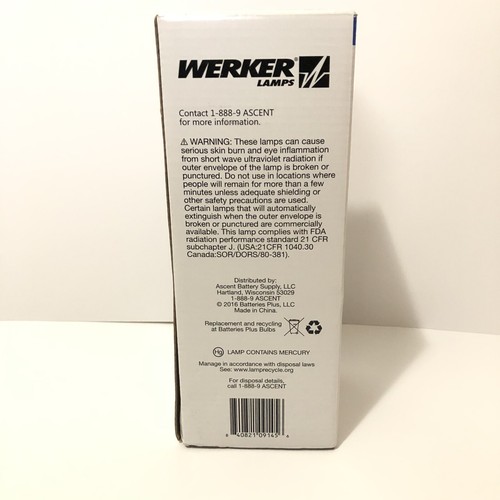 WERKER®
LAMPS
Contact 1-888-9 ASCENT
for more information.
⚠ WARNING: These lamps can cause
serious skin burn and eye inflammation
from short wave ultraviolet radiation if
outer envelope of the lamp is broken or
punctured. Do not use in locations where
people will remain for more than a few
minutes unless adequate shielding or
other safety precautions are used.
Certain lamps that will automatically
extinguish when the outer envelope is
broken or punctured are commercially
available. This lamp complies with FDA
radiation performance standard 21 CFR
subchapter J. (USA:21CFR 1040.30
Canada:SOR/DORS/80-381).
Distributed by:
Ascent Battery Supply, LLC
Hartland, Wisconsin 53029
1-888-9 ASCENT
© 2016 Batteries Plus, LLC
Made in China.
Replacement and recycling
at Batteries Plus Bulbs
Hg LAMP CONTAINS MERCURY
Manage in accordance with disposal laws
See: www.lamprecycle.org
For disposal details,
call 1-888-9 ASCENT
8 40821 09145 6